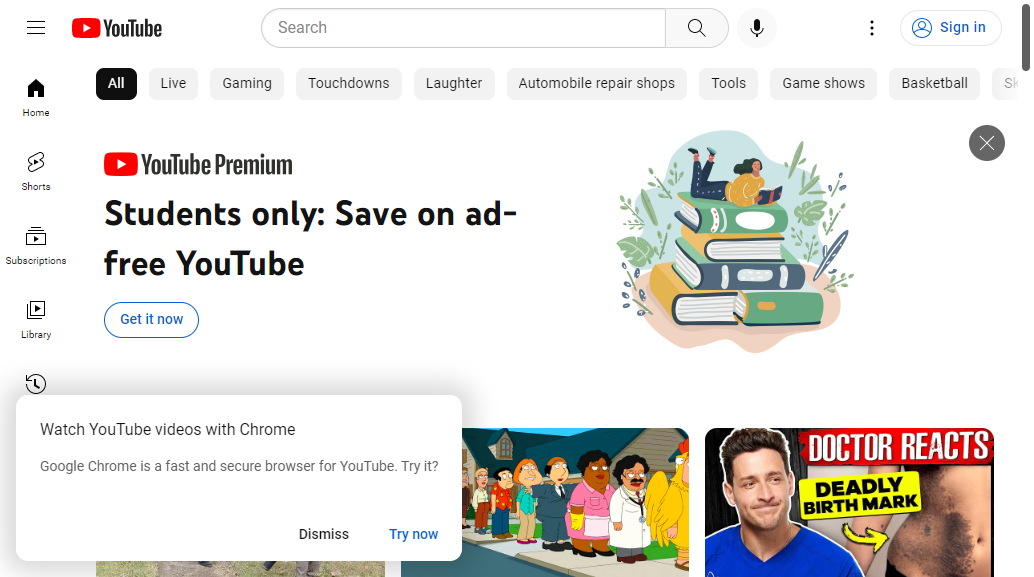 YouTube
Search
Sign in
All
Live
Gaming
Touchdowns
Laughter
Automobile repair shops
Tools
Game shows
Basketball
Sk
Home
Shorts
Subscriptions
Library
YouTube Premium
Students only: Save on ad-
free YouTube
Get it now
Watch YouTube videos with Chrome
Google Chrome is a fast and secure browser for YouTube. Try it?
Dismiss
Try now
DOCTOR REACTS
DEADLY
BIRTH MARK